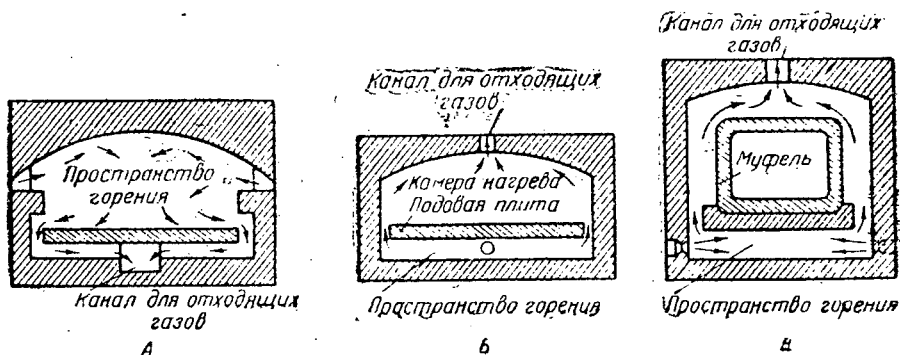 Канал для отходящих
газов
Канал для отходящих
газов
Пространство
горения
Камера нагрева
Подовая плита
Муфель
Канал для отходящих
газов
Пространство горения
Пространство горения
А
Б
В